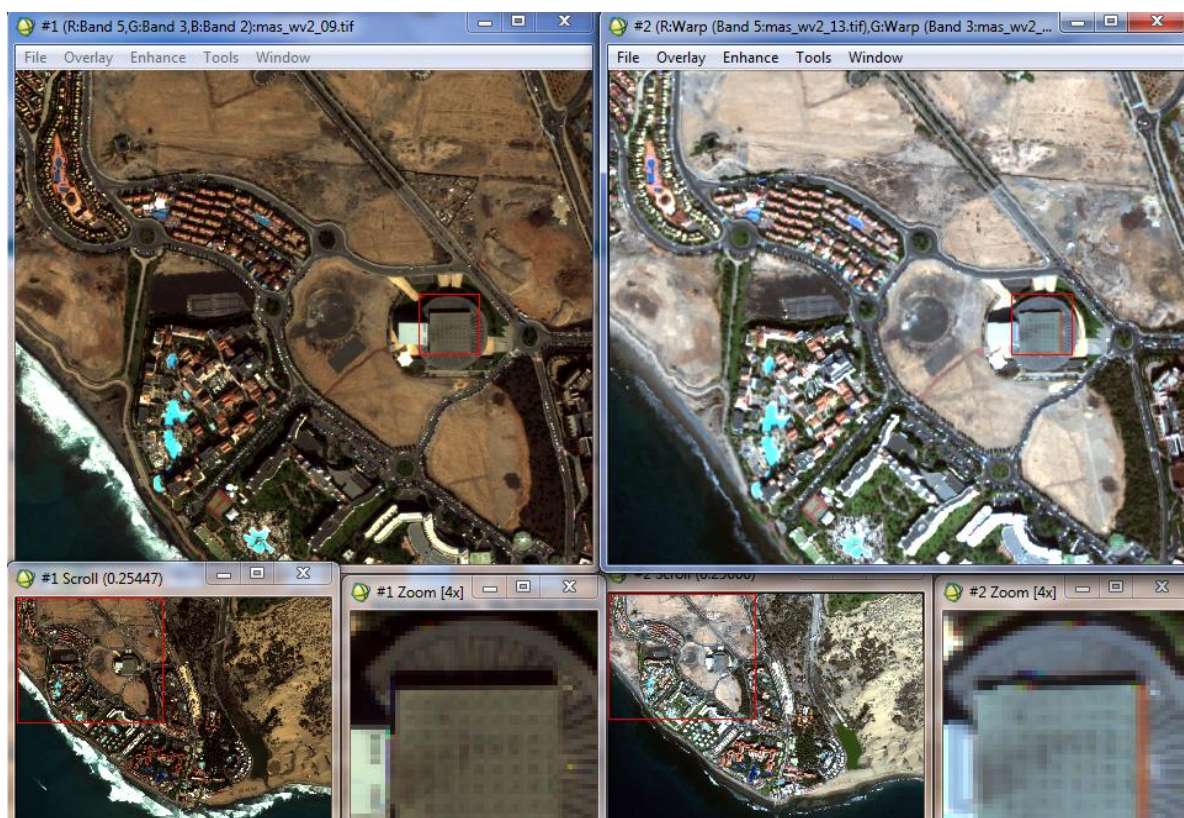 #1 (R:Band 5,G:Band 3,B:Band 2):mas_wv2_09.tif
File Overlay Enhance Tools Window
#2 (R:Warp (Band 5:mas_wv2_13.tif),G:Warp (Band 3:mas_wv2_...
File Overlay Enhance Tools Window
#1 Scroll (0.25447)
#1 Zoom [4x]
#2 Scroll
#2 Zoom [4x]